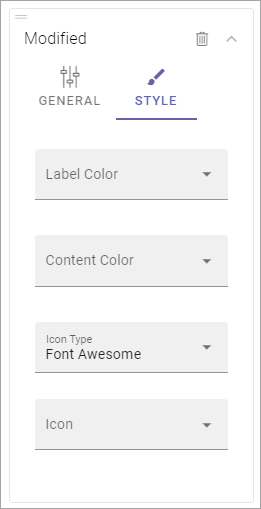 Modified
GENERAL STYLE
Label Color
Content Color
Icon Type
Font Awesome
Icon